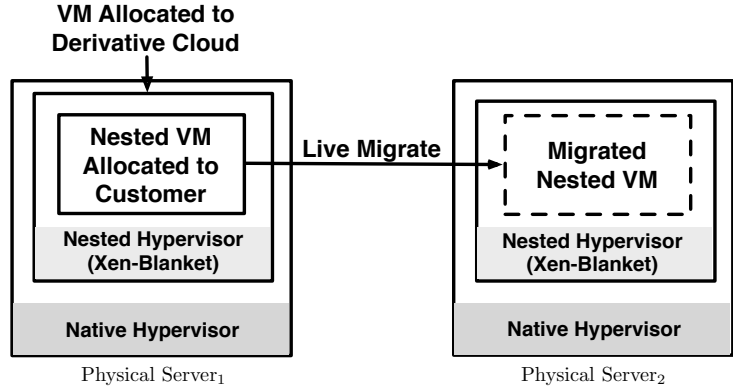 VM Allocated to
Derivative Cloud
Nested VM
Allocated to
Customer
Live Migrate
Migrated
Nested VM
Nested Hypervisor
(Xen-Blanket)
Nested Hypervisor
(Xen-Blanket)
Native Hypervisor
Native Hypervisor
Physical Server₁
Physical Server₂